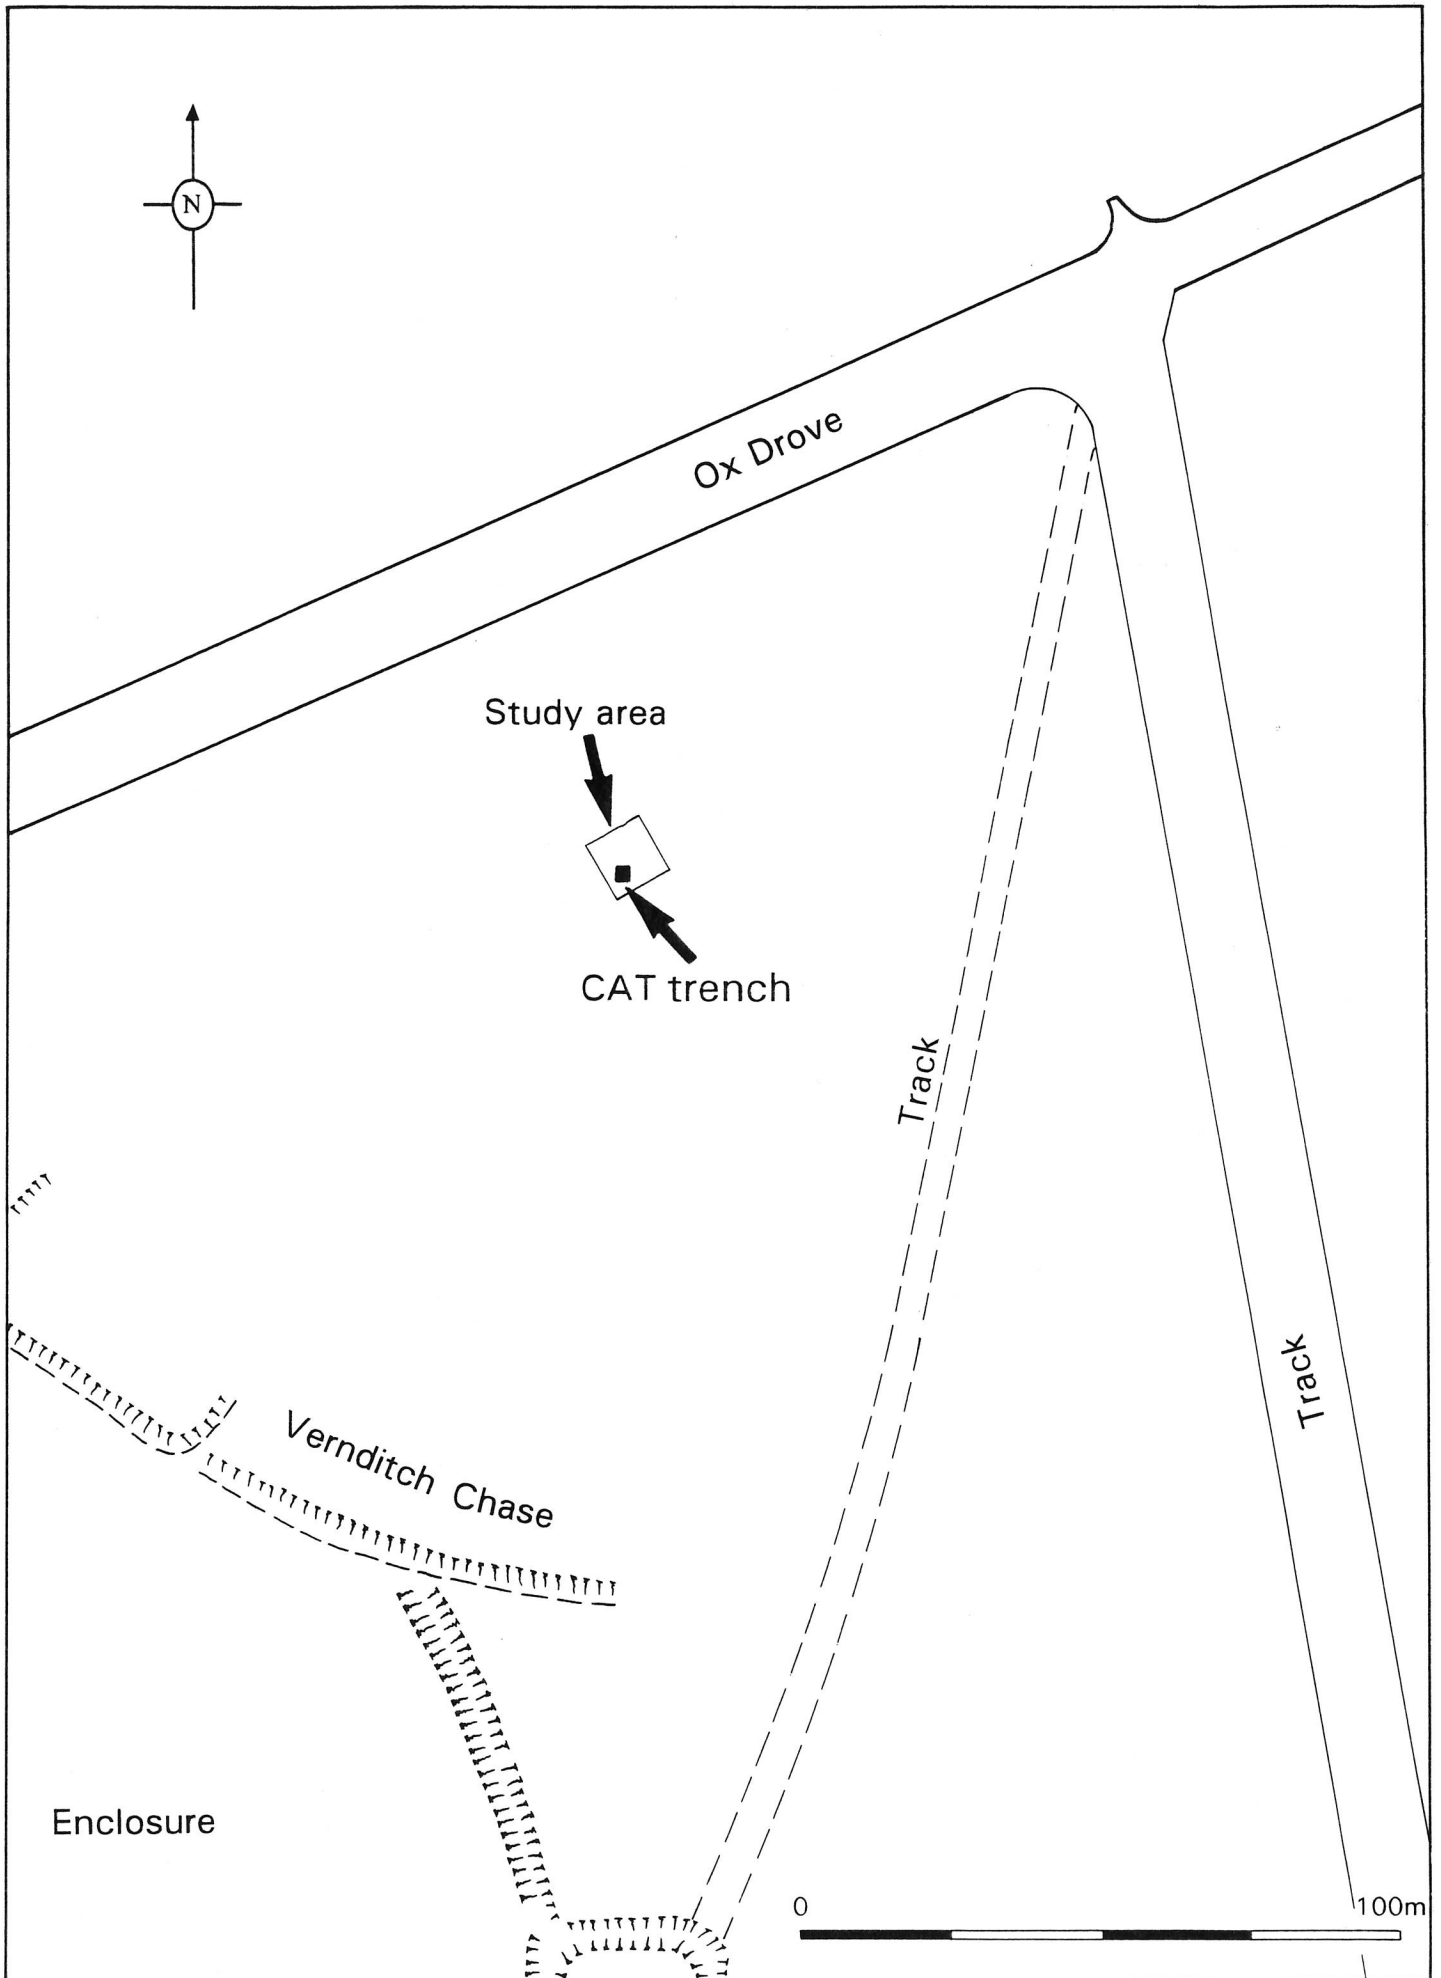 N
Ox Drove
Study area
CAT trench
Track
Track
Vernditch Chase
Enclosure
0 100m